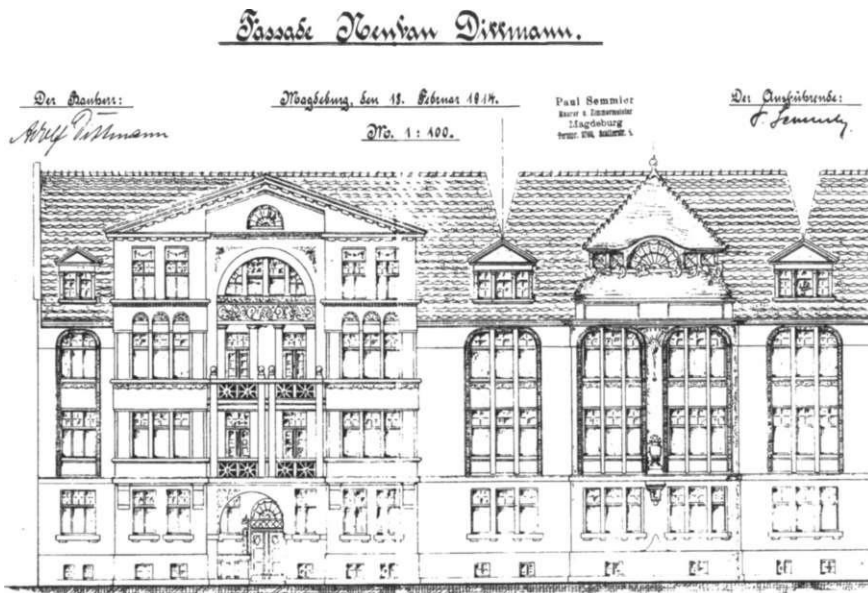 Fassade Neubau Dittmann.
Der Bauherr:
Adolf Dittmann
Magdeburg, den 18. Februar 1914.
M. 1:100.
Paul Semmler
Maurer u. Zimmermeister
Magdeburg
Der Ausführende:
P. Semmler